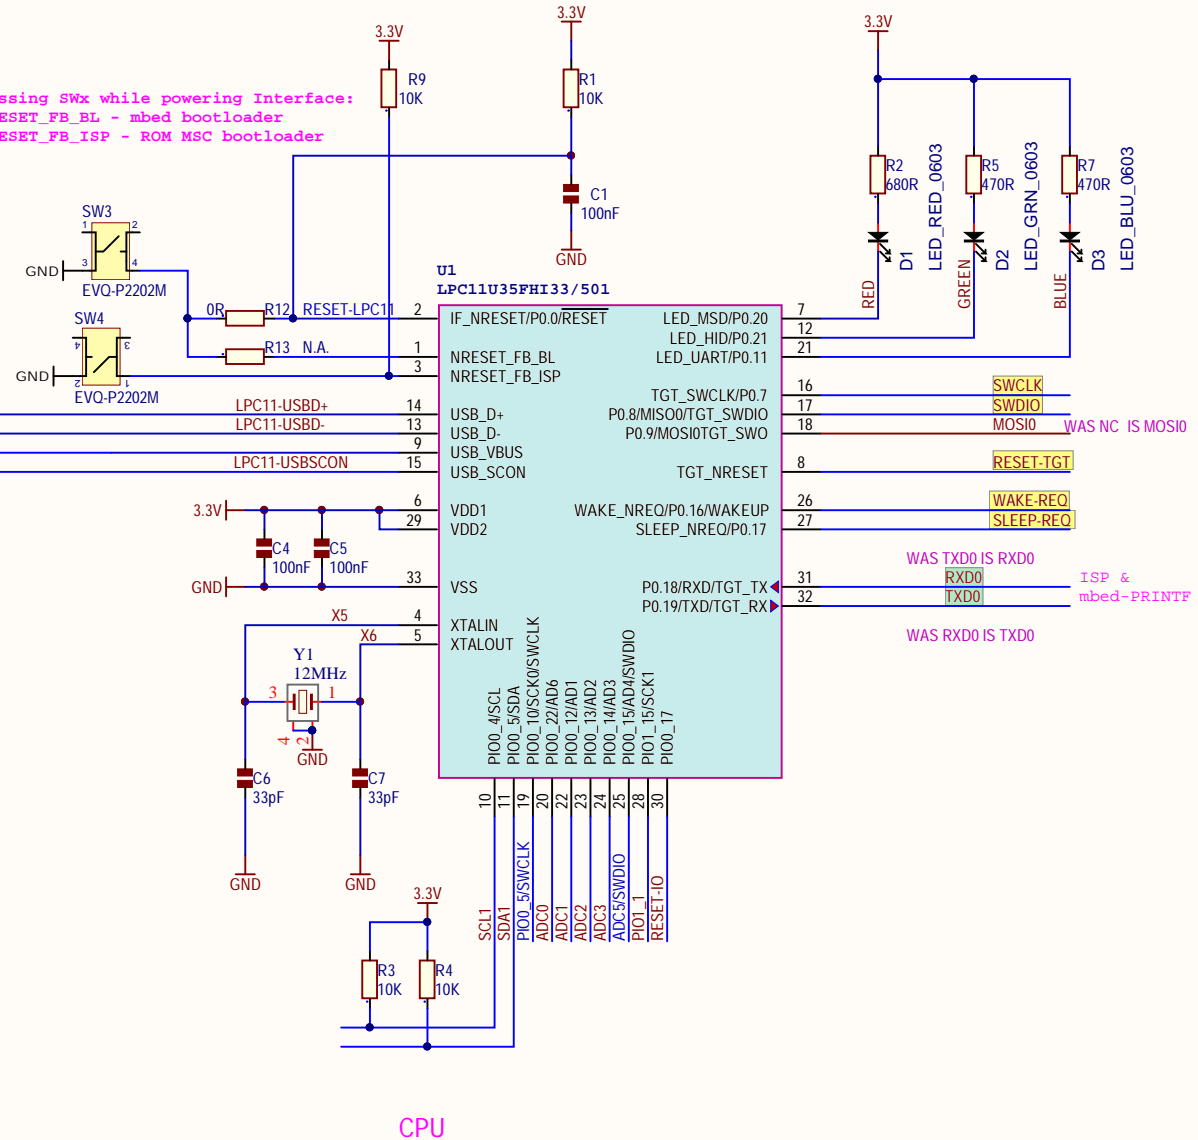 3.3V
3.3V
3.3V
R9
10K
R1
10K
ssing SWx while powering Interface:
ESET_FB_BL - mbed bootloader
ESET_FB_ISP - ROM MSC bootloader
R2
680R
LED_RED_0603
R5
470R
LED_GRN_0603
R7
470R
LED_BLU_0603
C1
100nF
GND
SW3
1
2
3
4
GND
EVQ-P2202M
D1
D2
D3
RED
GREEN
BLUE
U1
LPC11U35FHI33/501
0R
R12
RESET-LPC11
SW4
4
3
2
1
GND
EVQ-P2202M
R13
N.A.
2
IF_NRESET/P0.0/RESET
1
NRESET_FB_BL
3
NRESET_FB_ISP
LPC11-USBD+
14
USB_D+
LPC11-USBD-
13
USB_D-
9
USB_VBUS
LPC11-USBSCON
15
USB_SCON
3.3V
6
VDD1
29
VDD2
C4
100nF
C5
100nF
GND
33
VSS
X5
4
XTALIN
X6
5
XTALOUT
LED_MSD/P0.20
7
LED_HID/P0.21
12
LED_UART/P0.11
21
TGT_SWCLK/P0.7
16
SWCLK
P0.8/MISO0/TGT_SWDIO
17
SWDIO
P0.9/MOSI0TGT_SWO
18
MOSI0
WAS NC  IS MOSI0
TGT_NRESET
8
RESET-TGT
WAKE_NREQ/P0.16/WAKEUP
26
WAKE-REQ
SLEEP_NREQ/P0.17
27
SLEEP-REQ
WAS TXD0 IS RXD0
P0.18/RXD/TGT_TX
31
RXD0
P0.19/TXD/TGT_RX
32
TXD0
ISP &
mbed-PRINTF
WAS RXD0 IS TXD0
Y1
12MHz
3
1
4
2
GND
C6
33pF
C7
33pF
GND
GND
PIO0_4/SCL
PIO0_5/SDA
PIO0_10/SCK0/SWCLK
PIO0_22/AD6
PIO0_12/AD1
PIO0_13/AD2
PIO0_14/AD3
PIO0_15/AD4/SWDIO
PIO1_15/SCK1
PIO0_17
10
11
19
20
22
23
24
25
28
30
SCL1
SDA1
PIO0_5/SWCLK
ADC0
ADC1
ADC2
ADC3
ADC5/SWDIO
PIO1_1
RESET-IO
3.3V
R3
10K
R4
10K
CPU